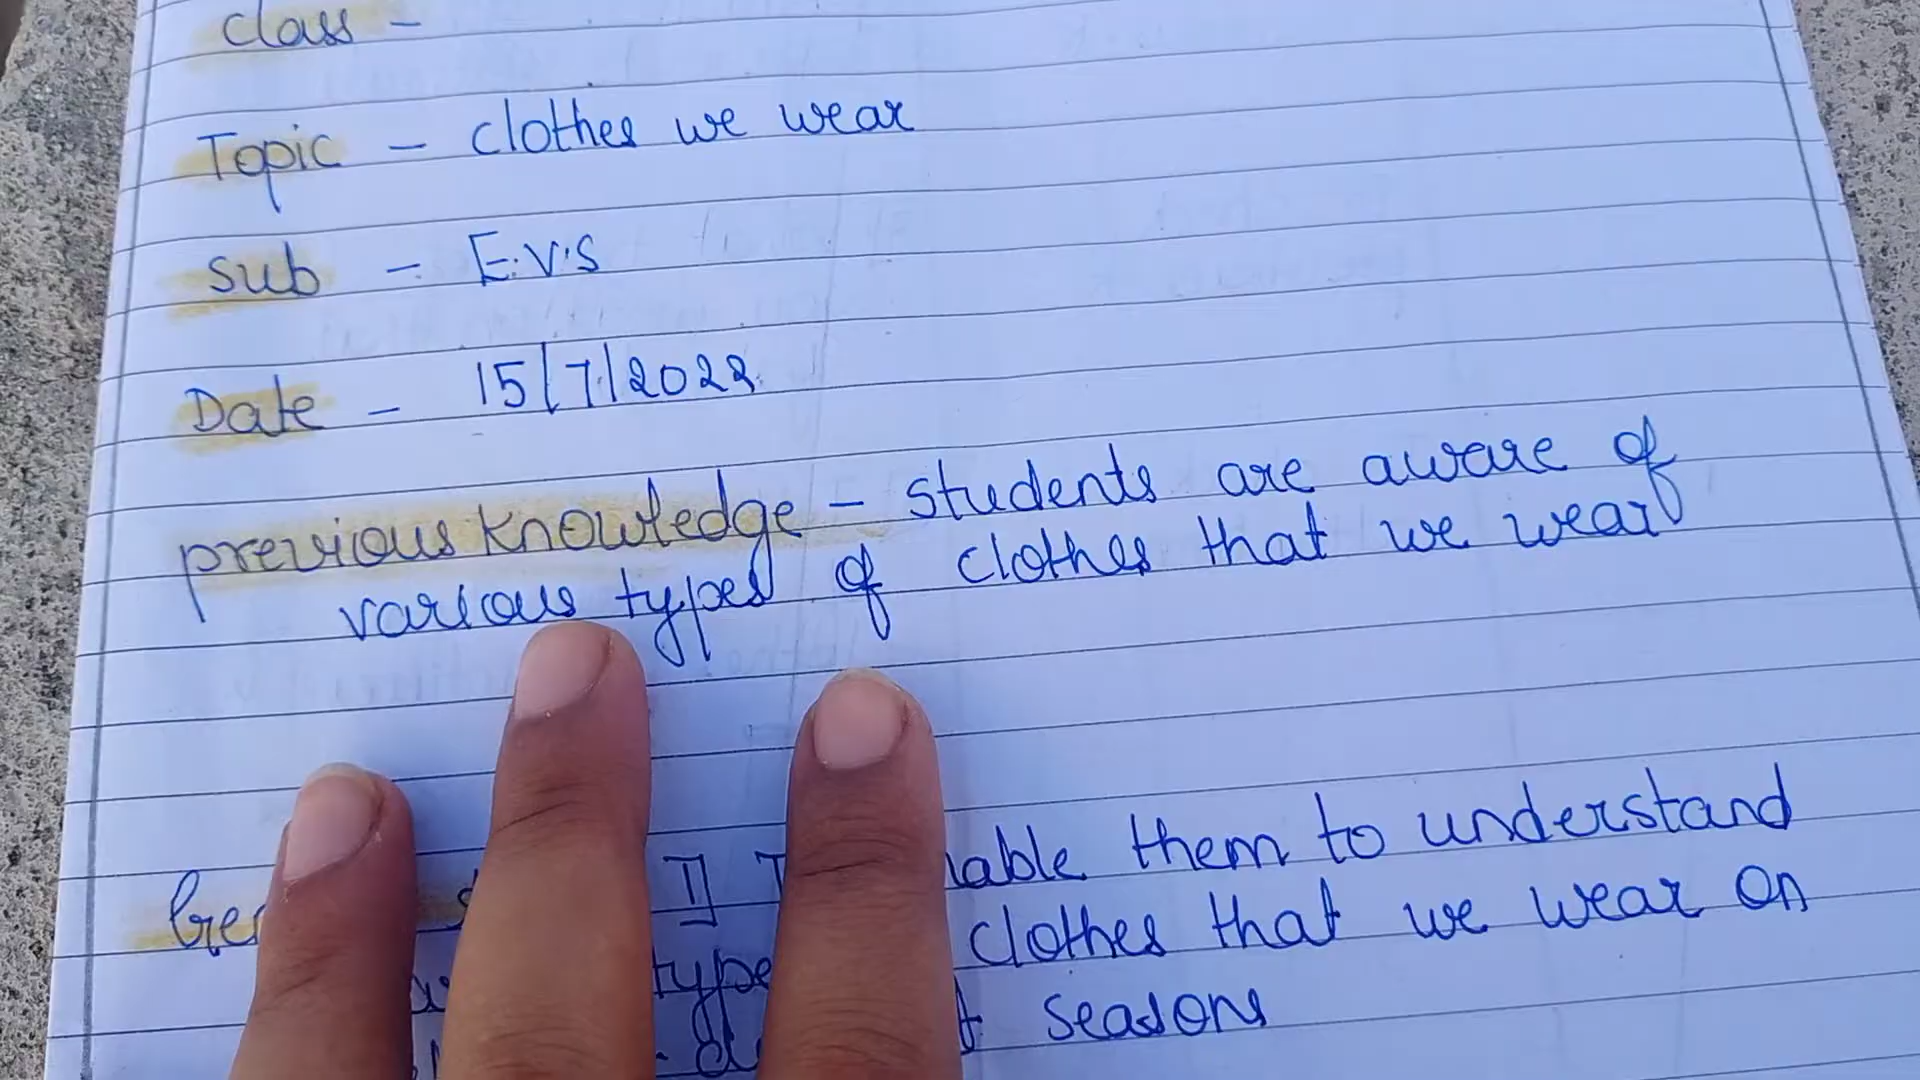 class -
Topic - clothes we wear
Sub - E.V.S
Date - 15/7/2022
previous knowledge - students are aware of
various types of clothes that we wear
I] able them to understand
type clothes that we wear on
seasons